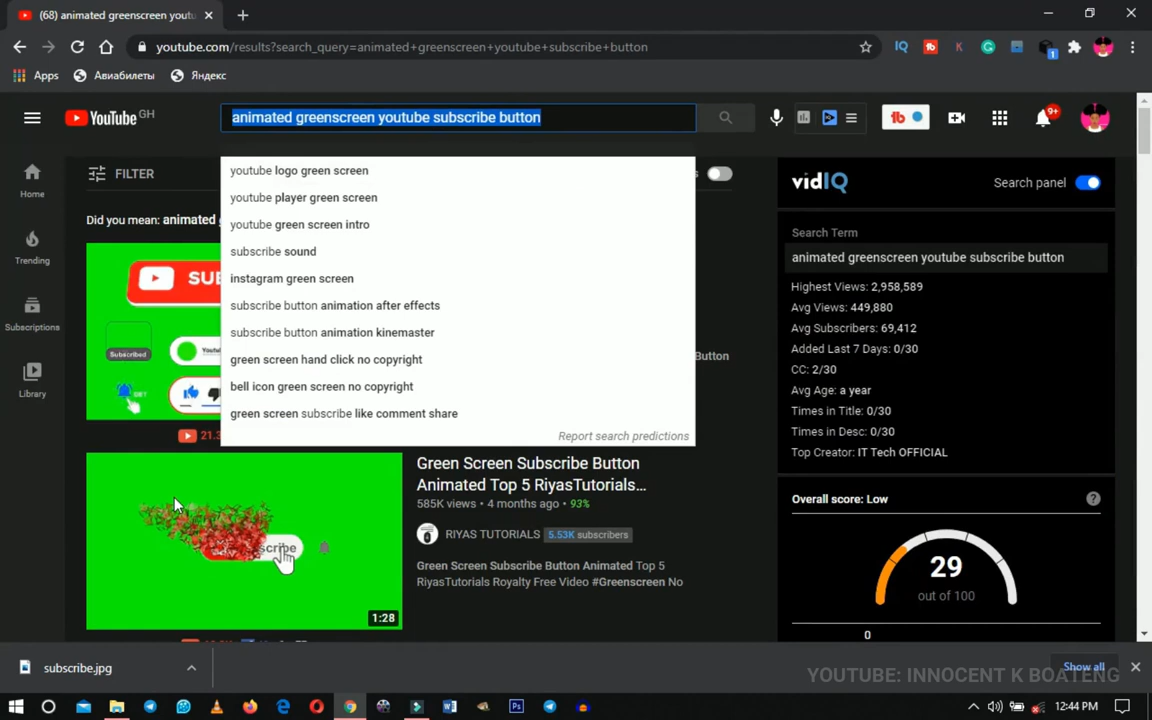 (68) animated greenscreen youtu
youtube.com/results?search_query=animated+greenscreen+youtube+subscribe+button
Apps
Авиабилеты
Яндекс
YouTube GH
animated greenscreen youtube subscribe button
9+
FILTER
youtube logo green screen
youtube player green screen
youtube green screen intro
subscribe sound
instagram green screen
subscribe button animation after effects
subscribe button animation kinemaster
green screen hand click no copyright
bell icon green screen no copyright
green screen subscribe like comment share
Report search predictions
Home
Trending
Subscriptions
Library
Did you mean: animated
SU
Subscribed
21.
Button
Green Screen Subscribe Button
Animated Top 5 RiyasTutorials...
585K views • 4 months ago • 93%
RIYAS TUTORIALS 5.53K subscribers
Green Screen Subscribe Button Animated Top 5
RiyasTutorials Royalty Free Video #Greenscreen No
scribe
1:28
vidIQ
Search panel
Search Term
animated greenscreen youtube subscribe button
Highest Views: 2,958,589
Avg Views: 449,880
Avg Subscribers: 69,412
Added Last 7 Days: 0/30
CC: 2/30
Avg Age: a year
Times in Title: 0/30
Times in Desc: 0/30
Top Creator: IT Tech OFFICIAL
Overall score: Low
29
out of 100
0
subscribe.jpg
Show all
YOUTUBE: INNOCENT K BOATENG
12:44 PM